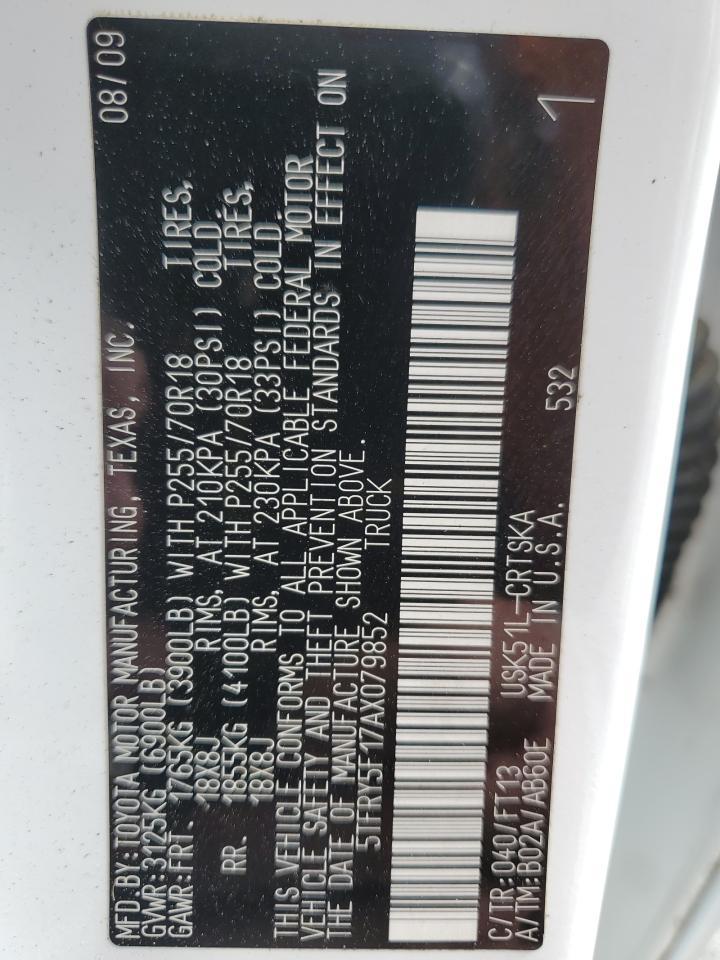 MFD.BY:TOYOTA MOTOR MANUFACTURING, TEXAS, INC. 08/09
GVWR:3125KG (6900LB)
GAWR:FRT. 1765KG (3900LB) WITH P255/70R18 TIRES,
18X8J RIMS, AT 210KPA (30PSI) COLD
RR. 1855KG (4100LB) WITH P255/70R18 TIRES,
18X8J RIMS, AT 230KPA (33PSI) COLD.
THIS VEHICLE CONFORMS TO ALL APPLICABLE FEDERAL MOTOR
VEHICLE SAFETY AND THEFT PREVENTION STANDARDS IN EFFECT ON
THE DATE OF MANUFACTURE SHOWN ABOVE.
5TFRY5F17AX079852 TRUCK
C/TR:040/FT13 USK51L-CRTSKA
A/TM:B02A/AB60E MADE IN U.S.A. 532 1